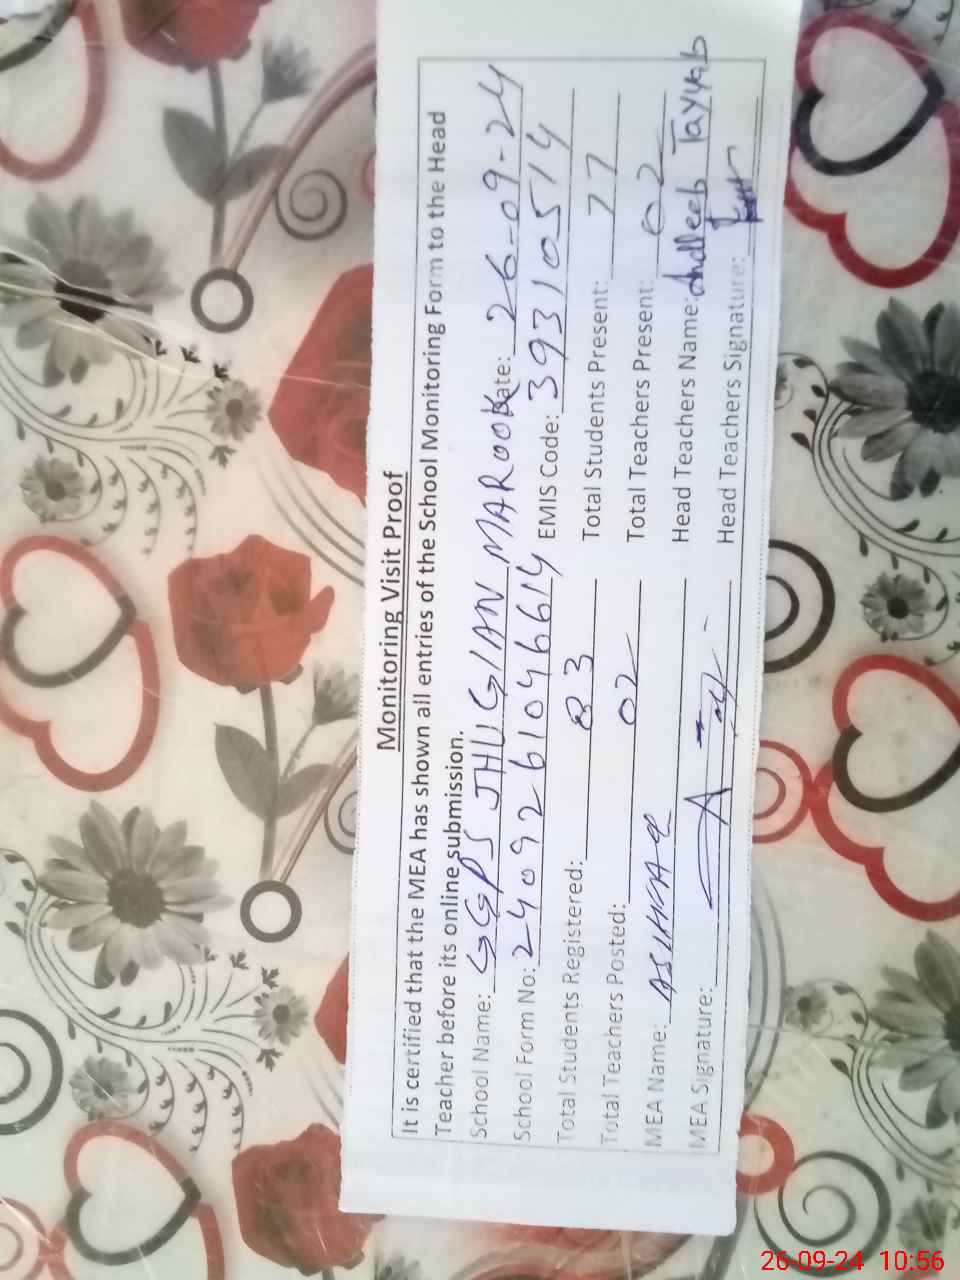 Monitoring Visit Proof
It is certified that the MEA has shown all entries of the School Monitoring Form to the Head
Teacher before its online submission.
School Name: GGPS JHUGIAN MAROOK Date: 26-09-24
School Form No: 2409261046614 EMIS Code: 39310514
Total Students Registered: 83 Total Students Present: 77
Total Teachers Posted: 02 Total Teachers Present: 02
MEA Name: ASHFAQ Head Teachers Name: Andleeb Tayyab
MEA Signature: Head Teachers Signature:
26-09-24 10:56